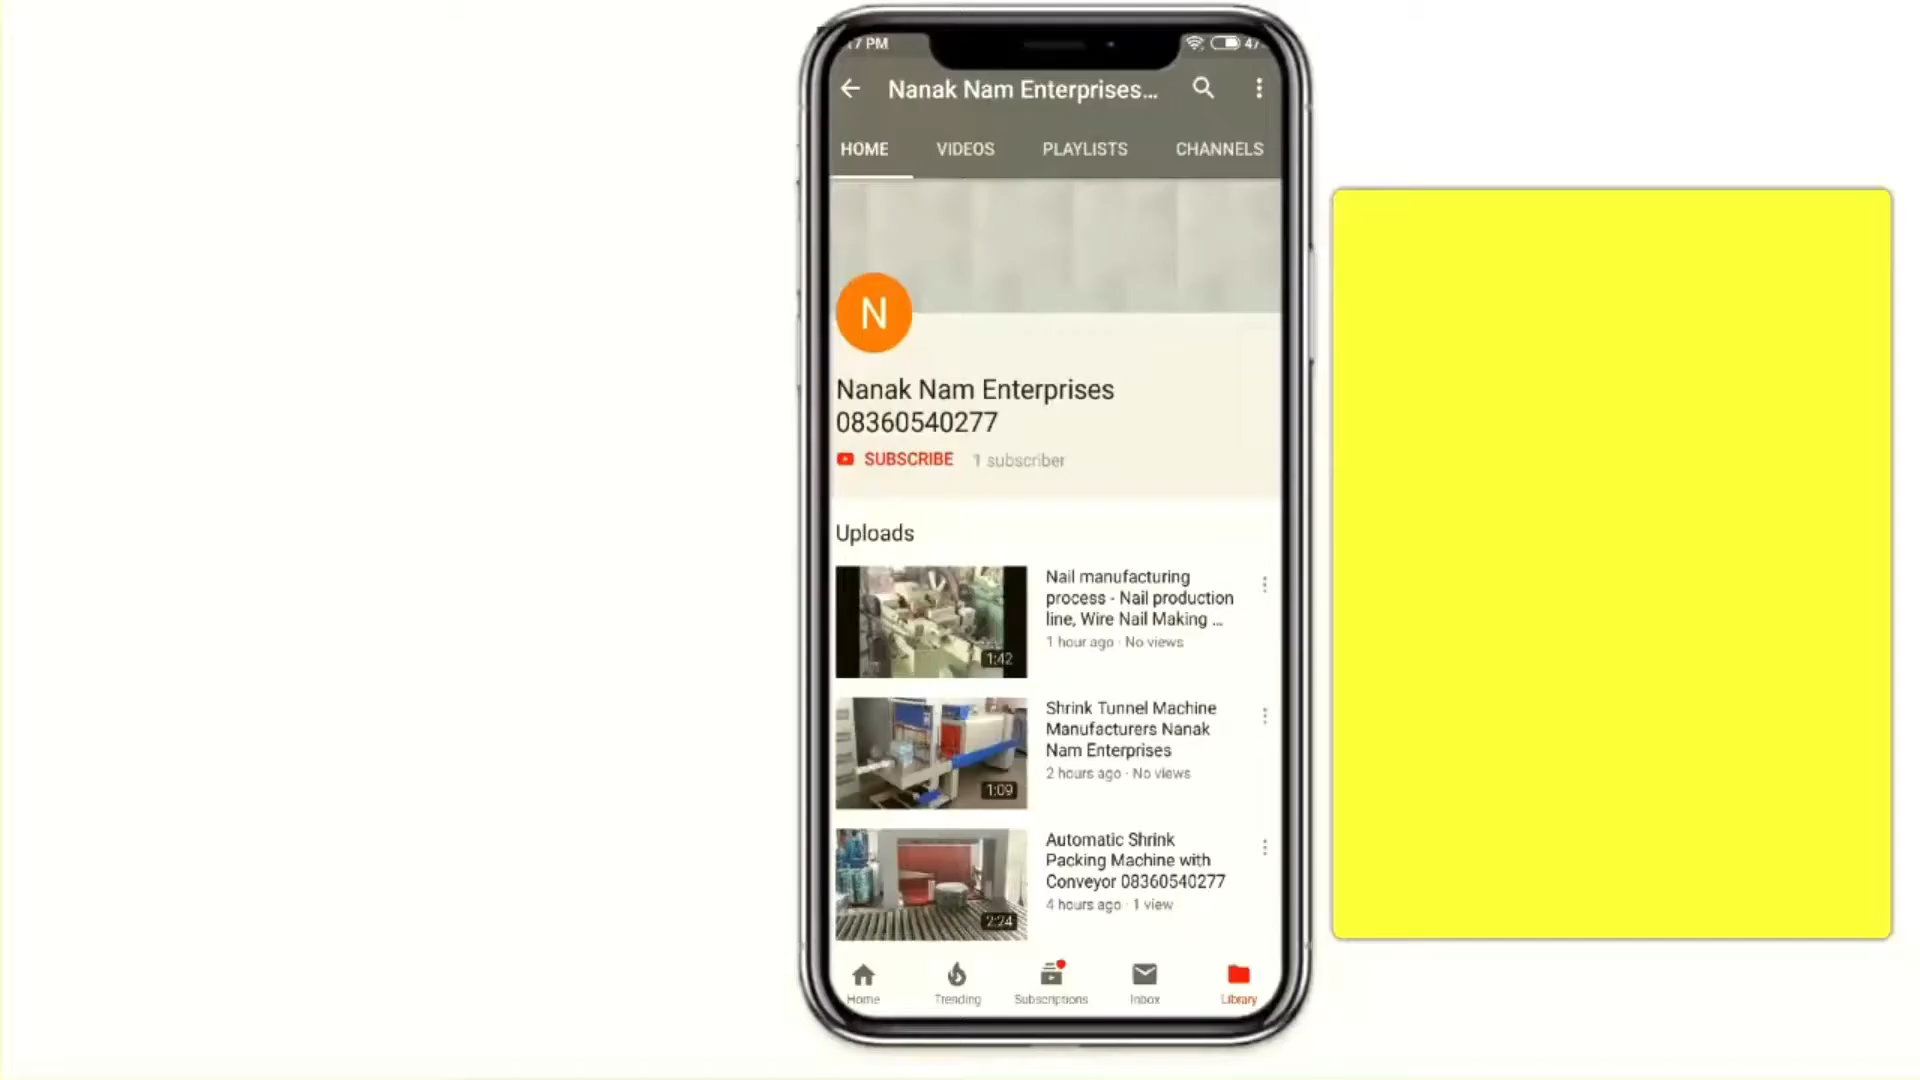 17 PM
47
Nanak Nam Enterprises...
HOME VIDEOS PLAYLISTS CHANNELS
N
Nanak Nam Enterprises
08360540277
SUBSCRIBE 1 subscriber
Uploads
Nail manufacturing
process - Nail production
line, Wire Nail Making ...
1 hour ago · No views
1:42
Shrink Tunnel Machine
Manufacturers Nanak
Nam Enterprises
2 hours ago · No views
1:09
Automatic Shrink
Packing Machine with
Conveyor 08360540277
4 hours ago · 1 view
2:24
Home Trending Subscriptions Inbox Library